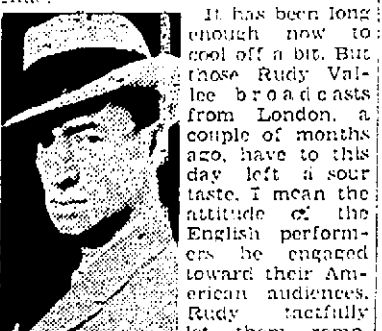 It has been long
enough now to
cool off a bit. But
those Rudy Val-
lee broadcasts
from London, a
couple of months
ago, have to this
day left a sour
taste. I mean the
attitude of the
English perform-
ers he engaged
toward their Am-
erican audiences.
Rudy tactfully
let them